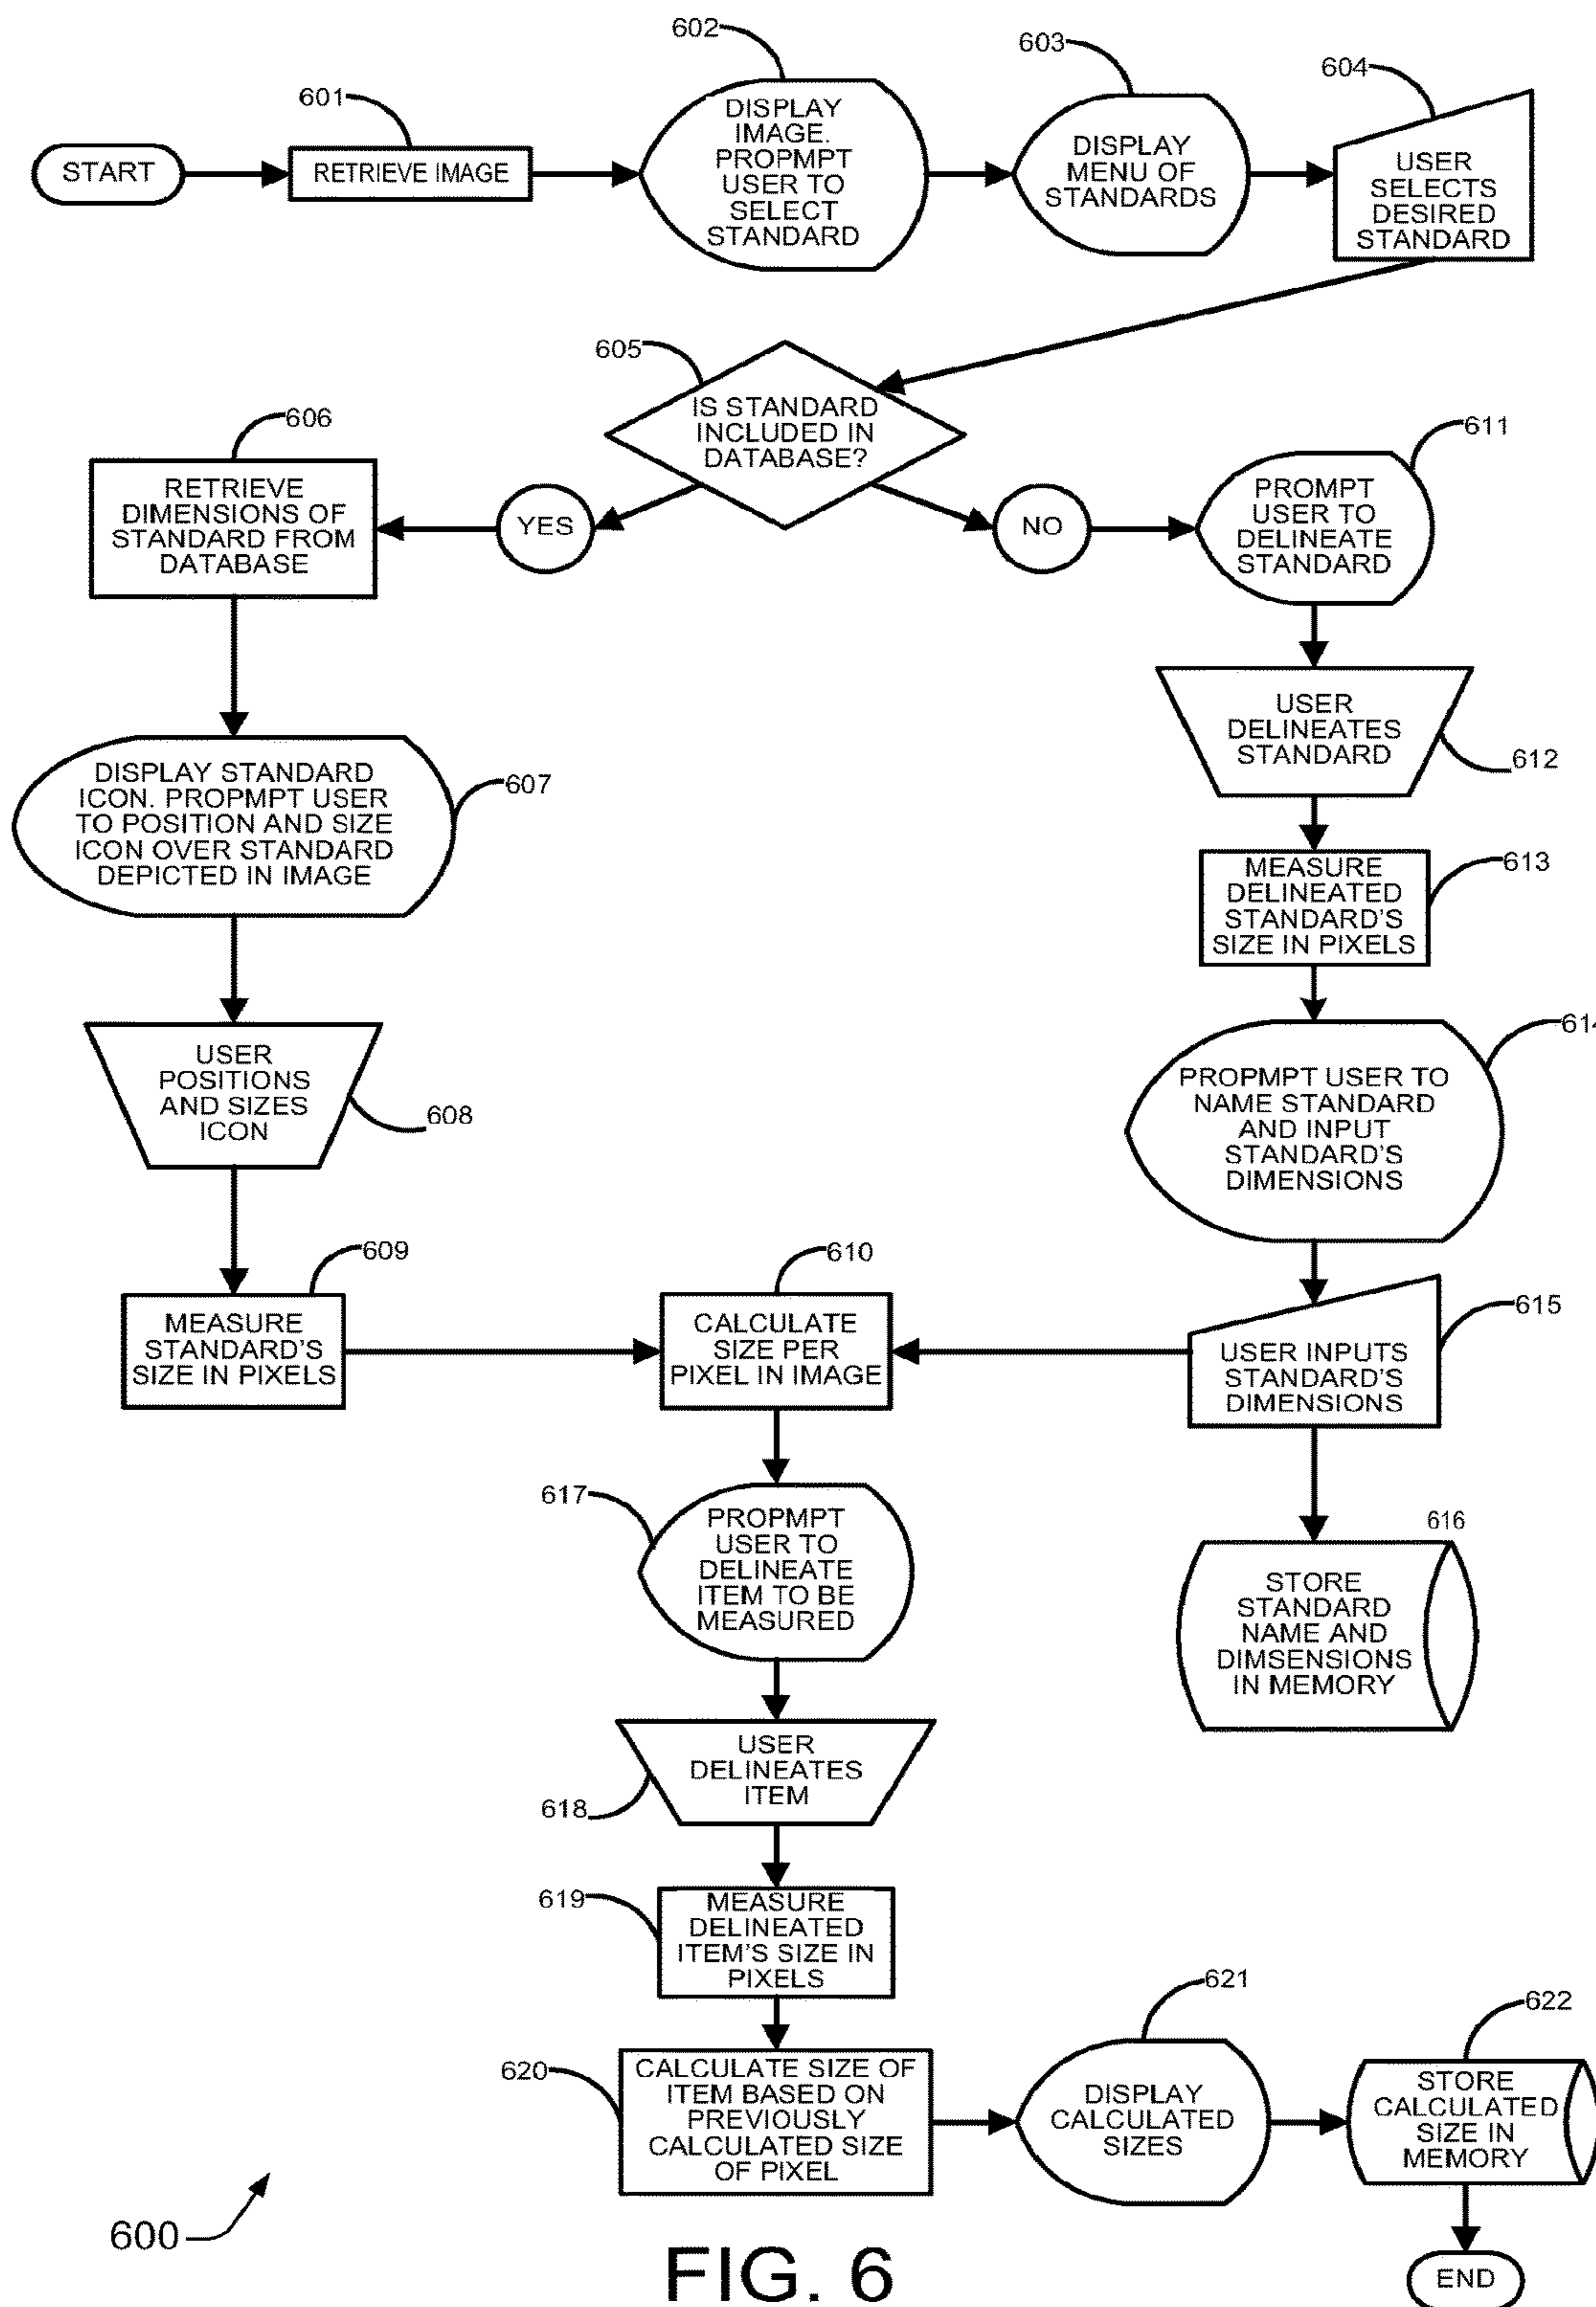 602
603
604
601
START
RETRIEVE IMAGE
DISPLAY
IMAGE.
PROPMPT
USER TO
SELECT
STANDARD
DISPLAY
MENU OF
STANDARDS
USER
SELECTS
DESIRED
STANDARD
605
IS STANDARD
INCLUDED IN
DATABASE?
606
RETRIEVE
DIMENSIONS OF
STANDARD FROM
DATABASE
YES
NO
611
PROMPT
USER TO
DELINEATE
STANDARD
USER
DELINEATES
STANDARD
612
DISPLAY STANDARD
ICON. PROPMPT USER
TO POSITION AND SIZE
ICON OVER STANDARD
DEPICTED IN IMAGE
607
MEASURE
DELINEATED
STANDARD'S
SIZE IN PIXELS
613
USER
POSITIONS
AND SIZES
ICON
608
614
PROPMPT USER TO
NAME STANDARD
AND INPUT
STANDARD'S
DIMENSIONS
609
MEASURE
STANDARD'S
SIZE IN PIXELS
610
CALCULATE
SIZE PER
PIXEL IN IMAGE
615
USER INPUTS
STANDARD'S
DIMENSIONS
617
PROPMPT
USER TO
DELINEATE
ITEM TO BE
MEASURED
616
STORE
STANDARD
NAME AND
DIMSENSIONS
IN MEMORY
USER
DELINEATES
ITEM
618
619
MEASURE
DELINEATED
ITEM'S SIZE IN
PIXELS
620
CALCULATE SIZE OF
ITEM BASED ON
PREVIOUSLY
CALCULATED SIZE
OF PIXEL
621
DISPLAY
CALCULATED
SIZES
622
STORE
CALCULATED
SIZE IN
MEMORY
END
600
FIG. 6